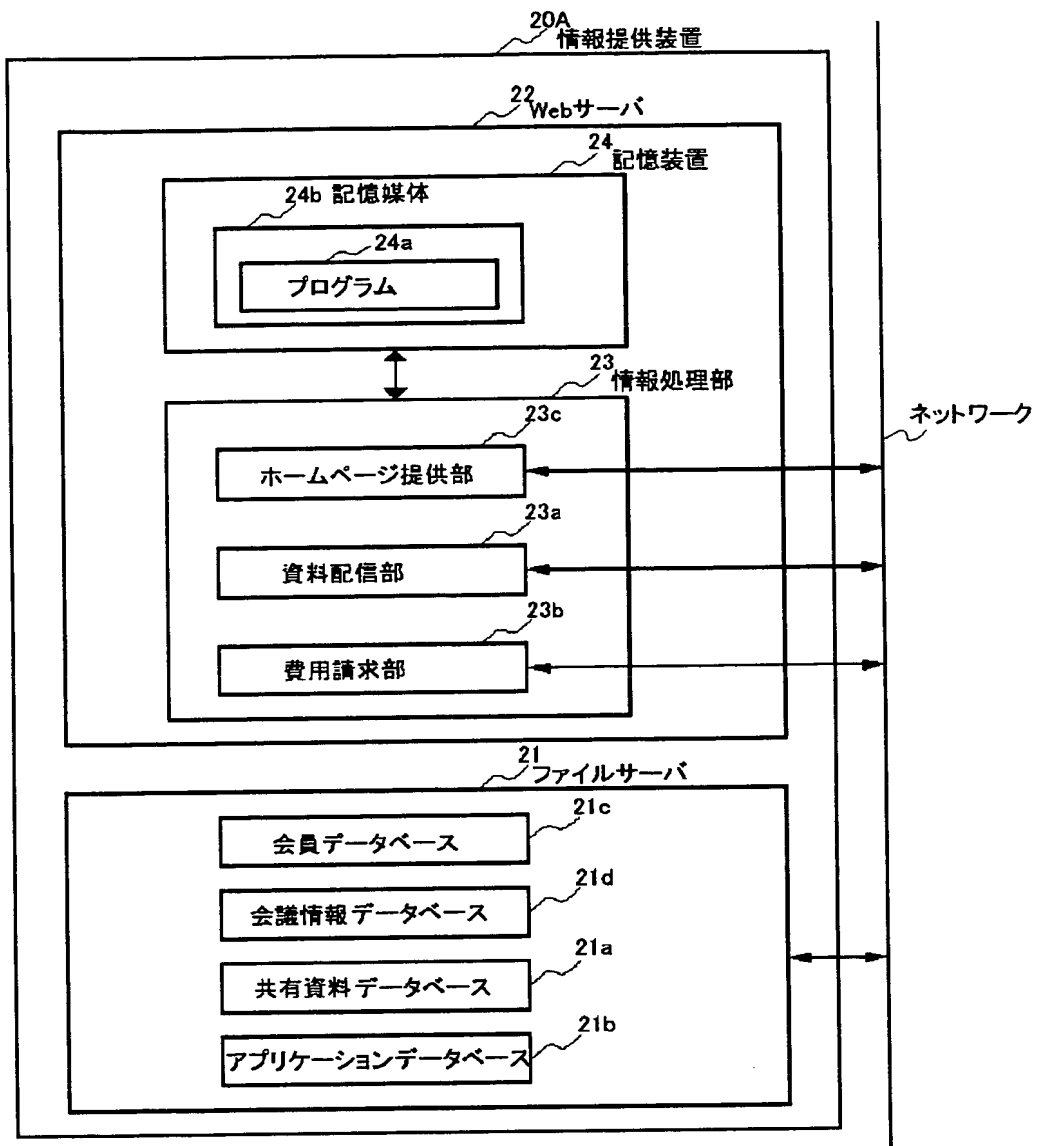 20A
情報提供装置
22
Webサーバ
24
記憶装置
24b 記憶媒体
24a
プログラム
23
情報処理部
23c
ホームページ提供部
ネットワーク
23a
資料配信部
23b
費用請求部
21
ファイルサーバ
21c
会員データベース
21d
会議情報データベース
21a
共有資料データベース
21b
アプリケーションデータベース